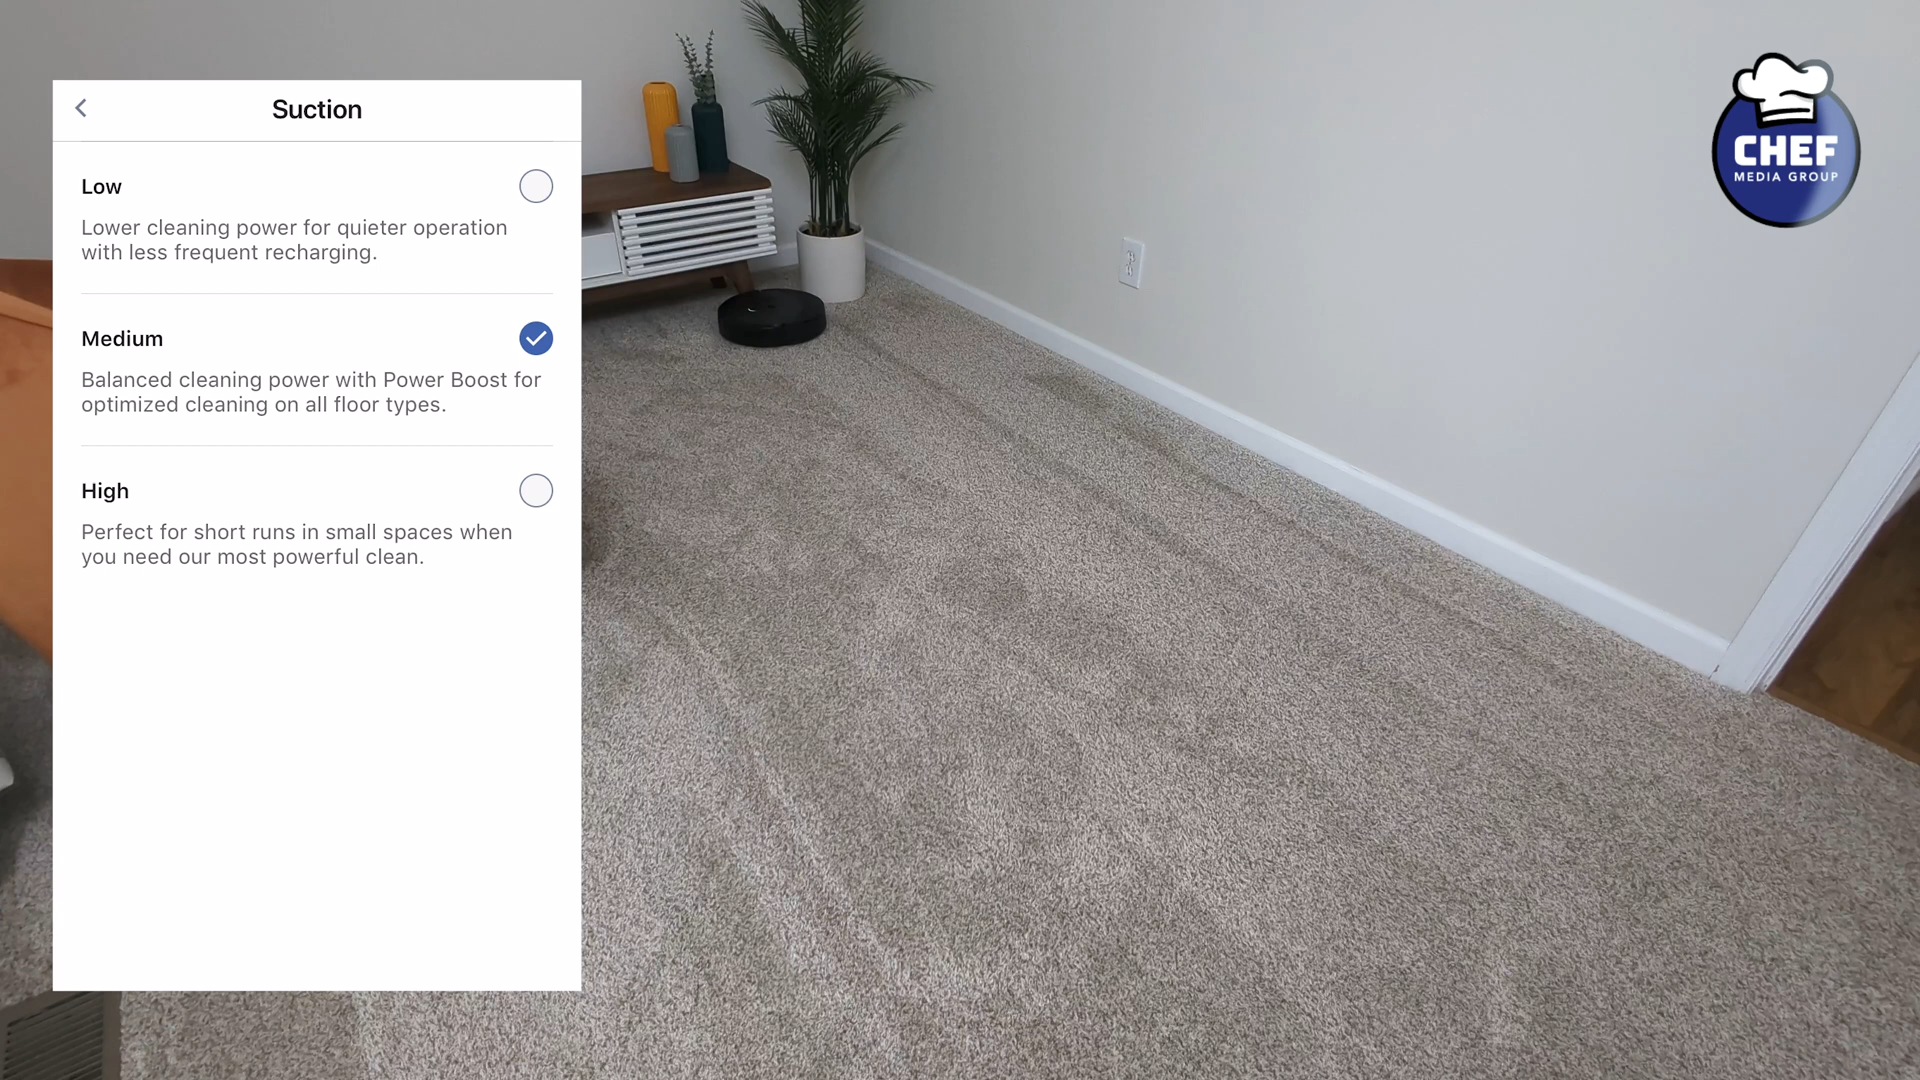 Suction
Low
Lower cleaning power for quieter operation
with less frequent recharging.
Medium
Balanced cleaning power with Power Boost for
optimized cleaning on all floor types.
High
Perfect for short runs in small spaces when
you need our most powerful clean.
CHEF
MEDIA GROUP